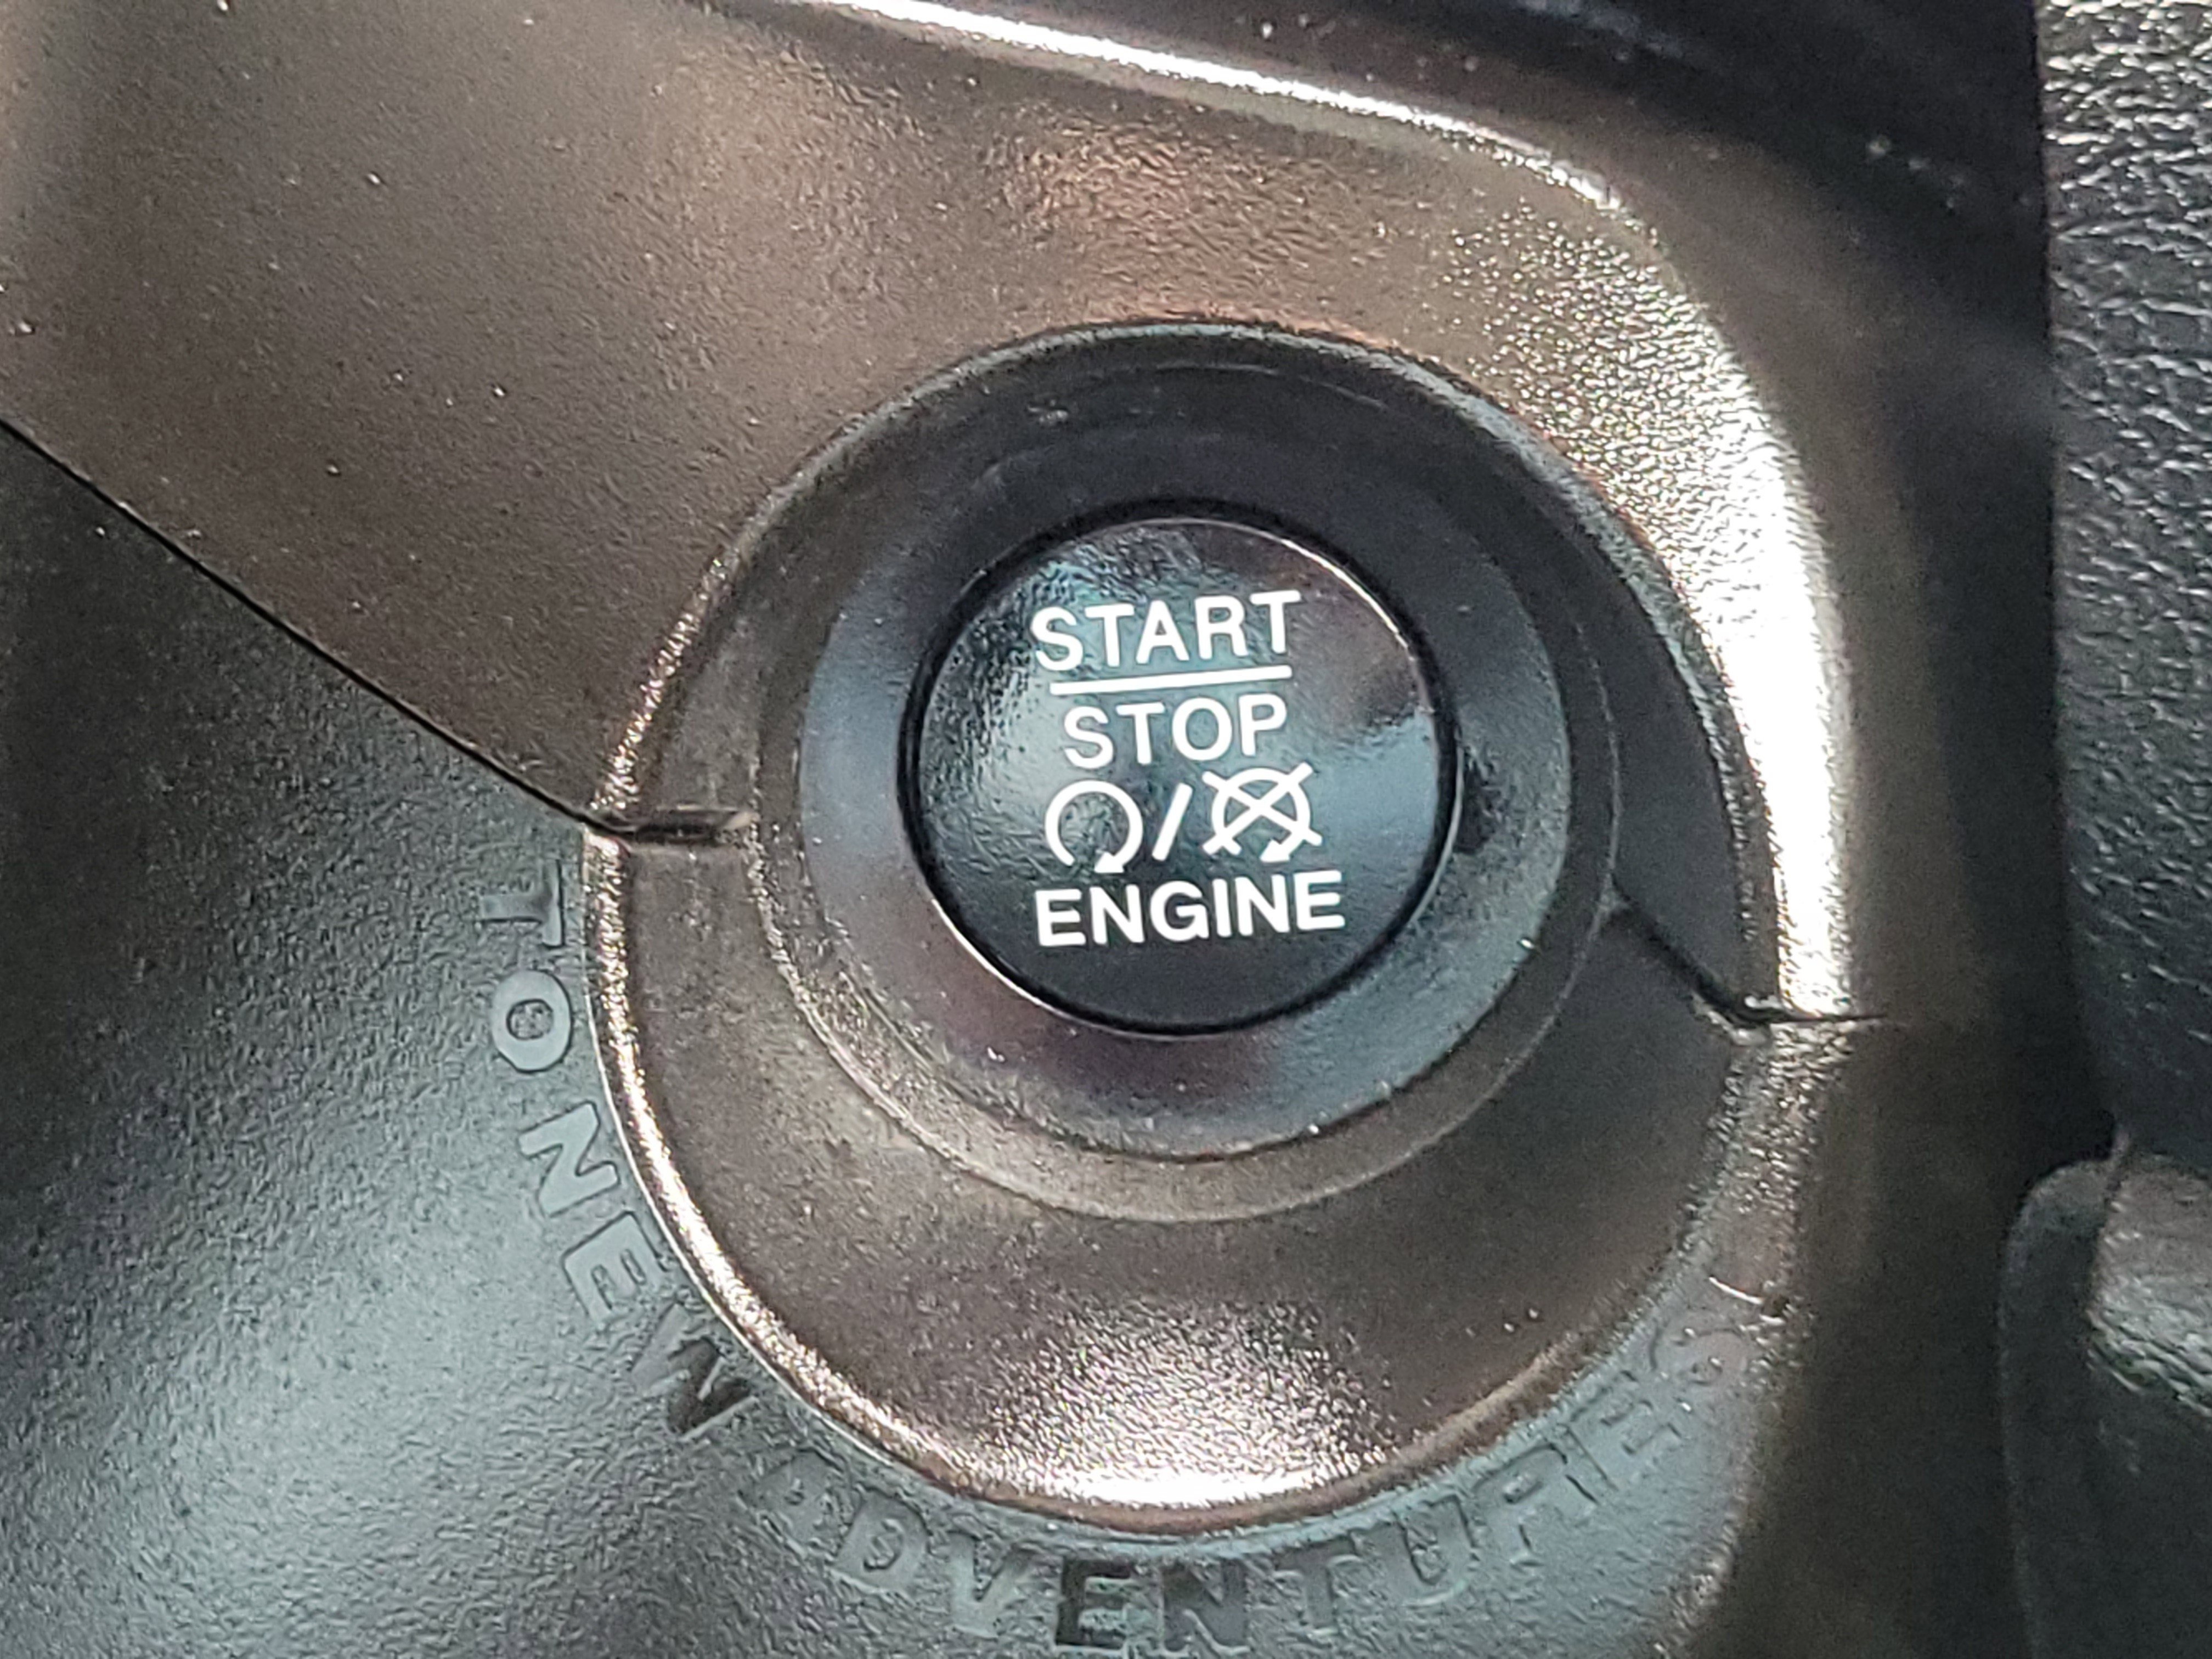 START
STOP
/
ENGINE
TO NEW ADVENTURES